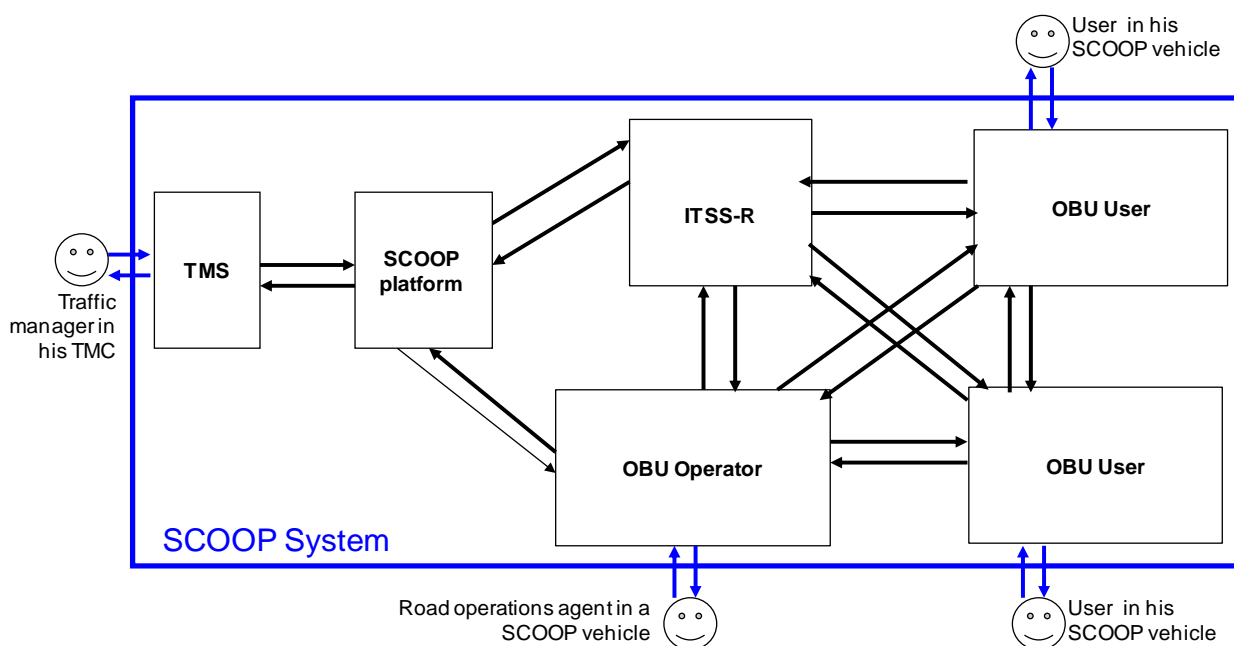 User in his
SCOOP vehicle
ITSS-R
OBU User
TMS
SCOOP
platform
Traffic
manager in
his TMC
OBU Operator
OBU User
SCOOP System
Road operations agent in a
SCOOP vehicle
User in his
SCOOP vehicle